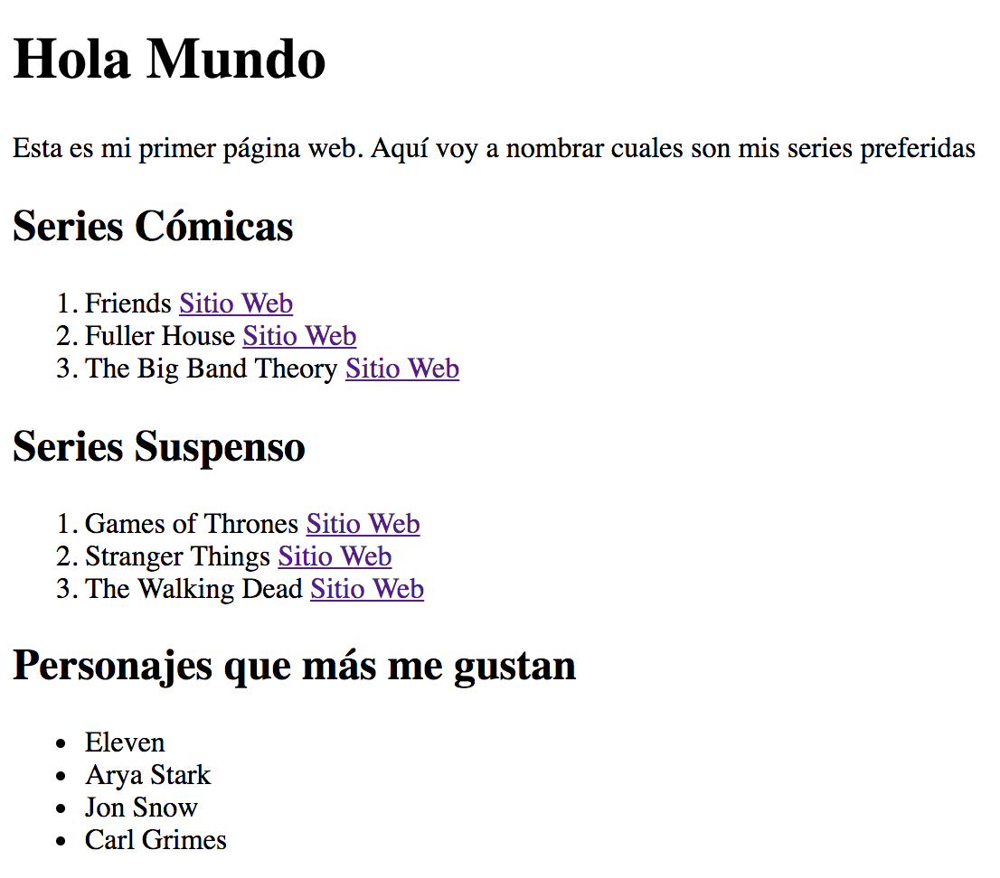 Hola Mundo
Esta es mi primer página web. Aquí voy a nombrar cuales son mis series preferidas
Series Cómicas
1. Friends Sitio Web
2. Fuller House Sitio Web
3. The Big Band Theory Sitio Web
Series Suspenso
1. Games of Thrones Sitio Web
2. Stranger Things Sitio Web
3. The Walking Dead Sitio Web
Personajes que más me gustan
• Eleven
• Arya Stark
• Jon Snow
• Carl Grimes